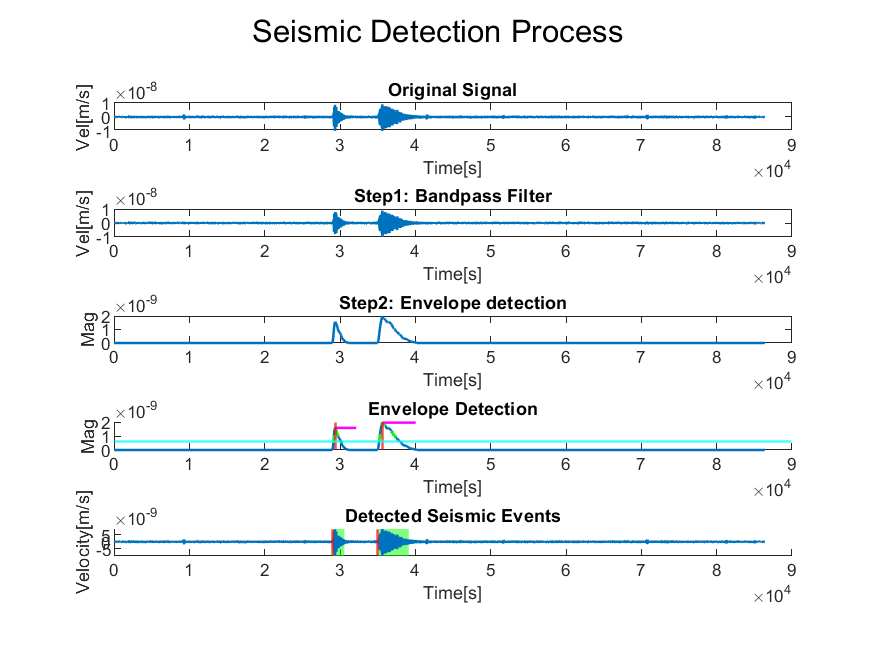 Seismic Detection Process
×10^-8
Original Signal
Vel[m/s]
1
0
-1
0 1 2 3 4 5 6 7 8 9
Time[s]
×10^4
×10^-8
Step1: Bandpass Filter
Vel[m/s]
1
0
-1
0 1 2 3 4 5 6 7 8 9
Time[s]
×10^4
×10^-9
Step2: Envelope detection
Mag
2
1
0
0 1 2 3 4 5 6 7 8 9
Time[s]
×10^4
×10^-9
Envelope Detection
Mag
2
1
0
0 1 2 3 4 5 6 7 8 9
Time[s]
×10^4
×10^-9
Detected Seismic Events
Velocity[m/s]
5
0
-5
0 1 2 3 4 5 6 7 8 9
Time[s]
×10^4